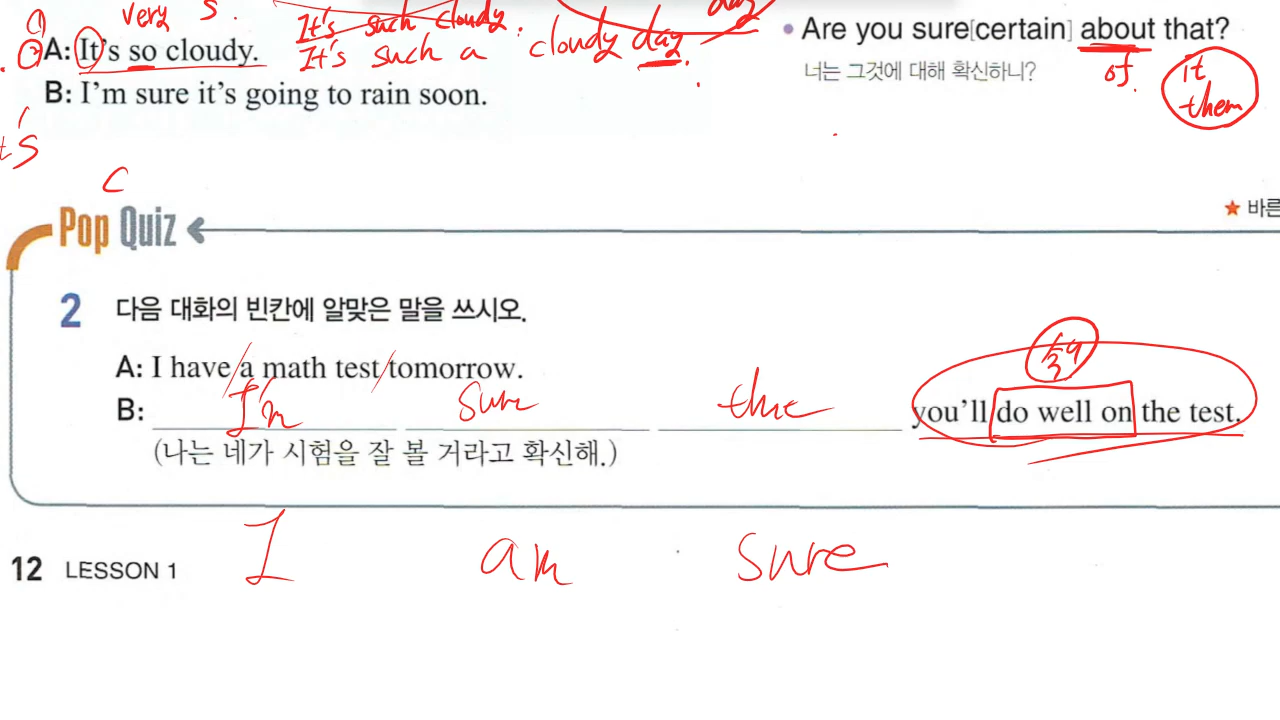 very s.
It's such cloudy.
day
① ② A: It's so cloudy.
It's such a cloudy day.
B: I'm sure it's going to rain soon.
• Are you sure[certain] about that?
of
it
them
너는 그것에 대해 확신하니?
C
Pop Quiz
★ 바른
2 다음 대화의 빈칸에 알맞은 말을 쓰시오.
A: I have a math test tomorrow.
B: I'm sure that you'll do well on the test.
(나는 네가 시험을 잘 볼 거라고 확신해.)
I am sure
12 LESSON 1